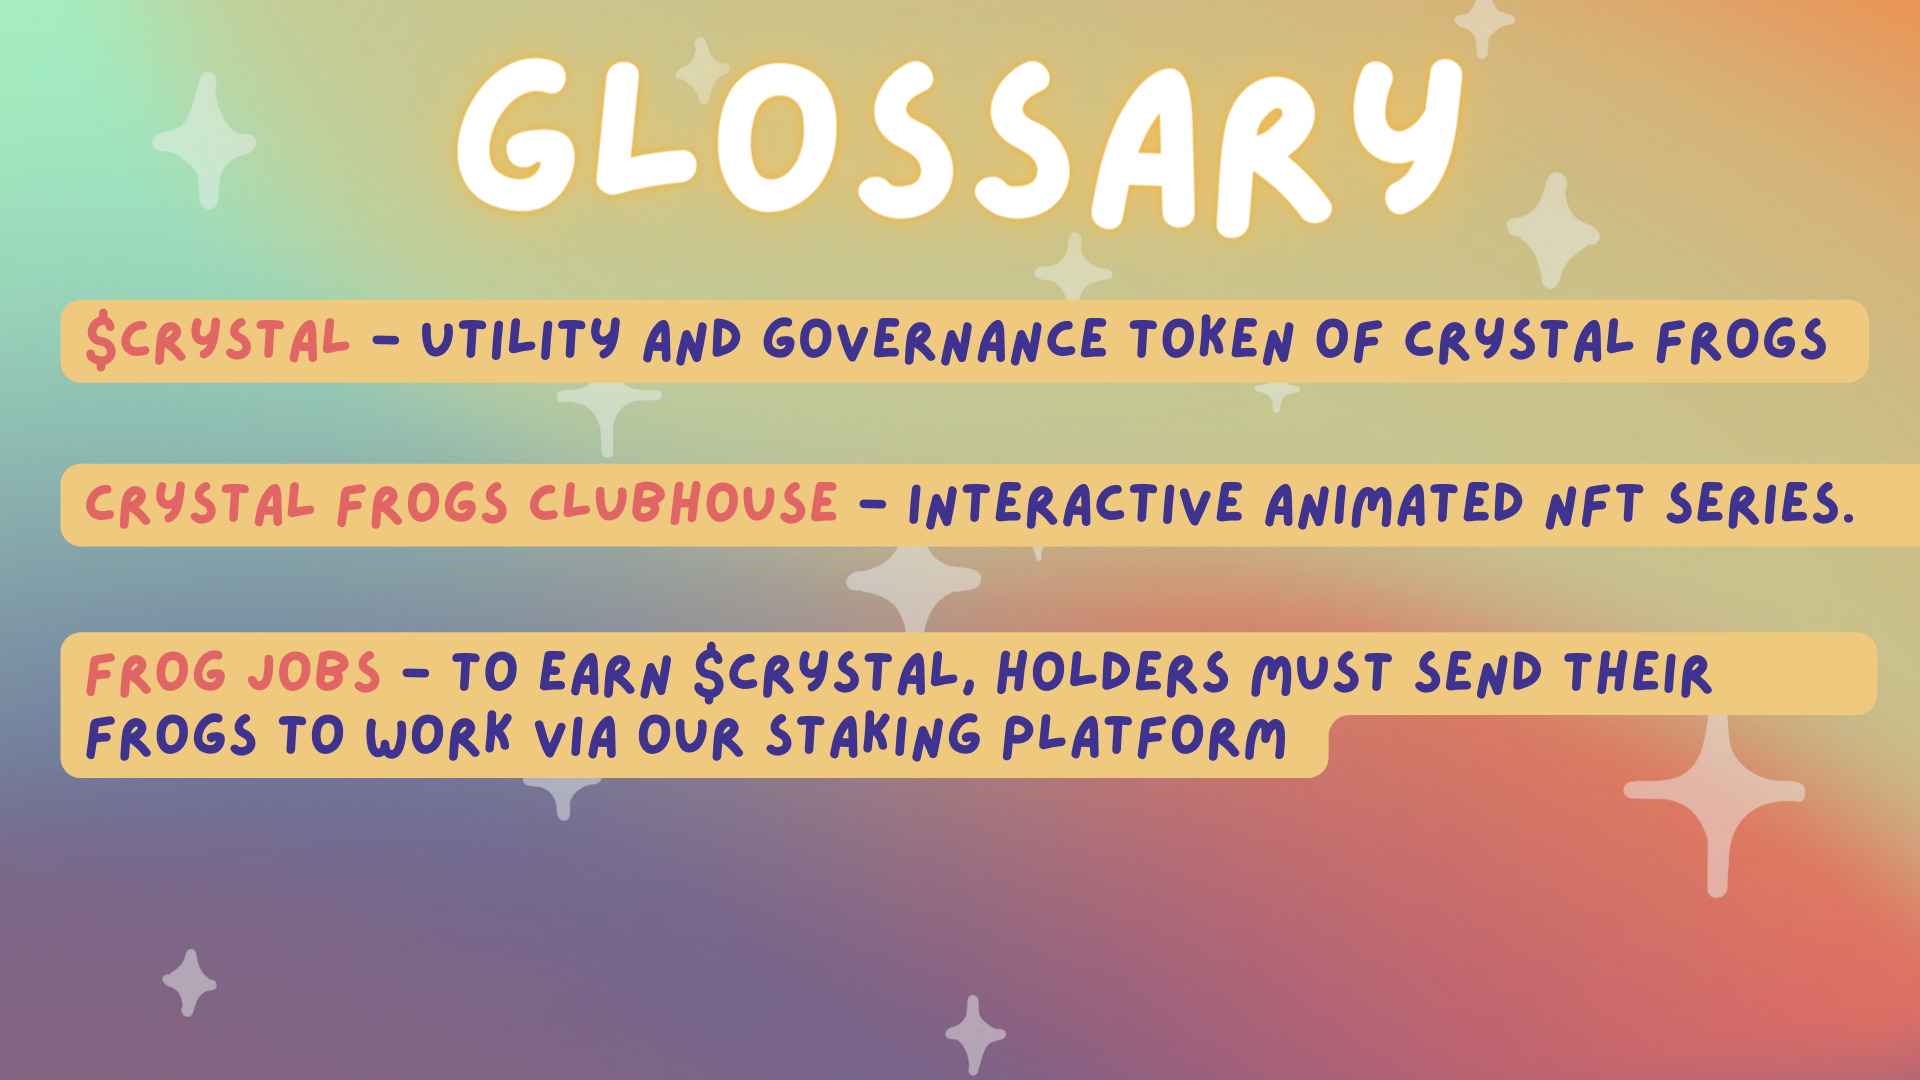 GLOSSARY
$CRYSTAL - UTILITY AND GOVERNANCE TOKEN OF CRYSTAL FROGS
CRYSTAL FROGS CLUBHOUSE - INTERACTIVE ANIMATED NFT SERIES.
FROG JOBS - TO EARN $CRYSTAL, HOLDERS MUST SEND THEIR
FROGS TO WORK VIA OUR STAKING PLATFORM